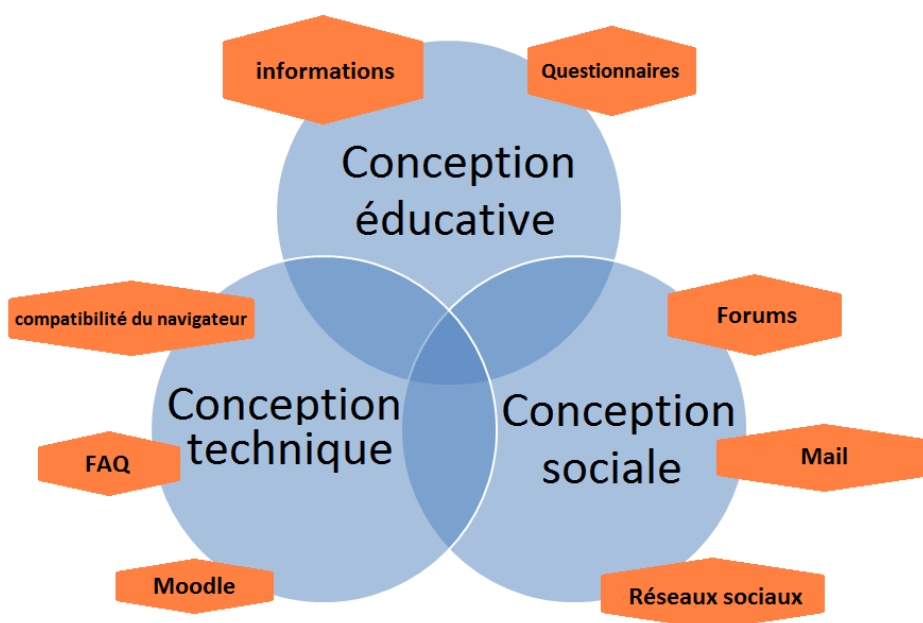 informations
Questionnaires
Conception
éducative
compatibilité du navigateur
Forums
Conception
technique
Conception
sociale
FAQ
Mail
Moodle
Réseaux sociaux